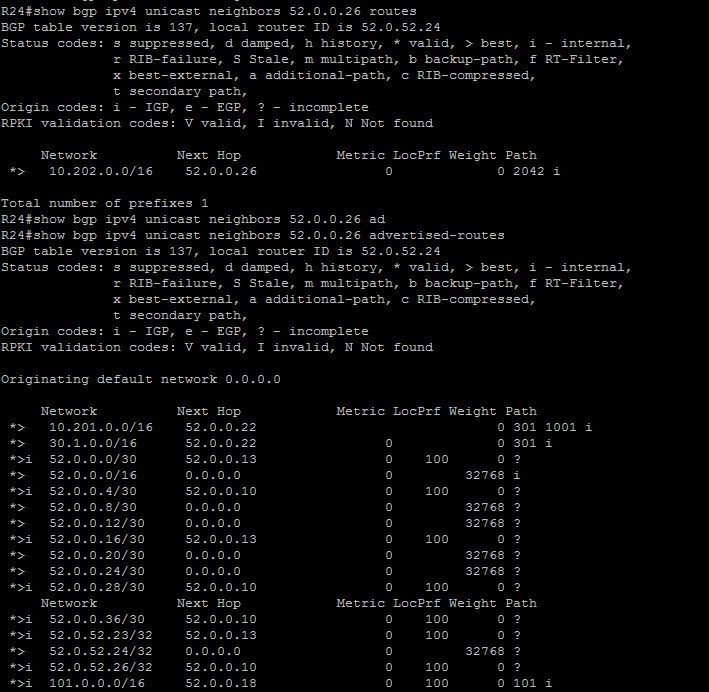 R24#show bgp ipv4 unicast neighbors 52.0.0.26 routes
BGP table version is 137, local router ID is 52.0.52.24
Status codes: s suppressed, d damped, h history, * valid, > best, i - internal,
              r RIB-failure, S Stale, m multipath, b backup-path, f RT-Filter,
              x best-external, a additional-path, c RIB-compressed,
              t secondary path,
Origin codes: i - IGP, e - EGP, ? - incomplete
RPKI validation codes: V valid, I invalid, N Not found

     Network          Next Hop            Metric LocPrf Weight Path
 *>  10.202.0.0/16    52.0.0.26                0             0 2042 i

Total number of prefixes 1
R24#show bgp ipv4 unicast neighbors 52.0.0.26 ad
R24#show bgp ipv4 unicast neighbors 52.0.0.26 advertised-routes
BGP table version is 137, local router ID is 52.0.52.24
Status codes: s suppressed, d damped, h history, * valid, > best, i - internal,
              r RIB-failure, S Stale, m multipath, b backup-path, f RT-Filter,
              x best-external, a additional-path, c RIB-compressed,
              t secondary path,
Origin codes: i - IGP, e - EGP, ? - incomplete
RPKI validation codes: V valid, I invalid, N Not found

Originating default network 0.0.0.0

     Network          Next Hop            Metric LocPrf Weight Path
 *>  10.201.0.0/16    52.0.0.22                              0 301 1001 i
 *>  30.1.0.0/16      52.0.0.22                0             0 301 i
 *>i 52.0.0.0/30      52.0.0.13                0    100      0 ?
 *>  52.0.0.0/16      0.0.0.0                  0         32768 i
 *>i 52.0.0.4/30      52.0.0.10                0    100      0 ?
 *>  52.0.0.8/30      0.0.0.0                  0         32768 ?
 *>  52.0.0.12/30     0.0.0.0                  0         32768 ?
 *>i 52.0.0.16/30     52.0.0.13                0    100      0 ?
 *>  52.0.0.20/30     0.0.0.0                  0         32768 ?
 *>  52.0.0.24/30     0.0.0.0                  0         32768 ?
 *>i 52.0.0.28/30     52.0.0.10                0    100      0 ?
     Network          Next Hop            Metric LocPrf Weight Path
 *>i 52.0.0.36/30     52.0.0.10                0    100      0 ?
 *>i 52.0.52.23/32    52.0.0.13                0    100      0 ?
 *>  52.0.52.24/32    0.0.0.0                  0         32768 ?
 *>i 52.0.52.26/32    52.0.0.10                0    100      0 ?
 *>i 101.0.0.0/16     52.0.0.18                0    100      0 101 i